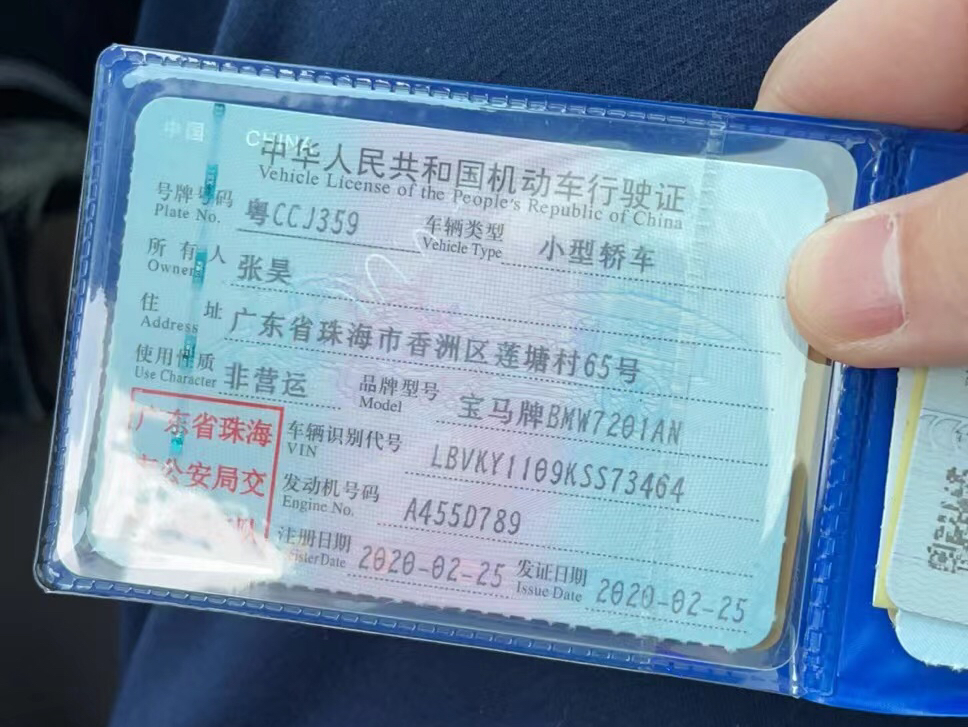 中国 CHINA
中华人民共和国机动车行驶证
Vehicle License of the People's Republic of China
号牌号码 粤CCJ359 车辆类型 小型轿车
Plate No. Vehicle Type
所有人 张昊
Owner
住址 广东省珠海市香洲区莲塘村65号
Address
使用性质 非营运 品牌型号 宝马牌BMW7201AN
Use Character Model
广东省珠海
公安局交
队
车辆识别代号 LBVKY1109KSS73464
VIN
发动机号码 A455D789
Engine No.
注册日期 2020-02-25 发证日期 2020-02-25
isterDate Issue Date